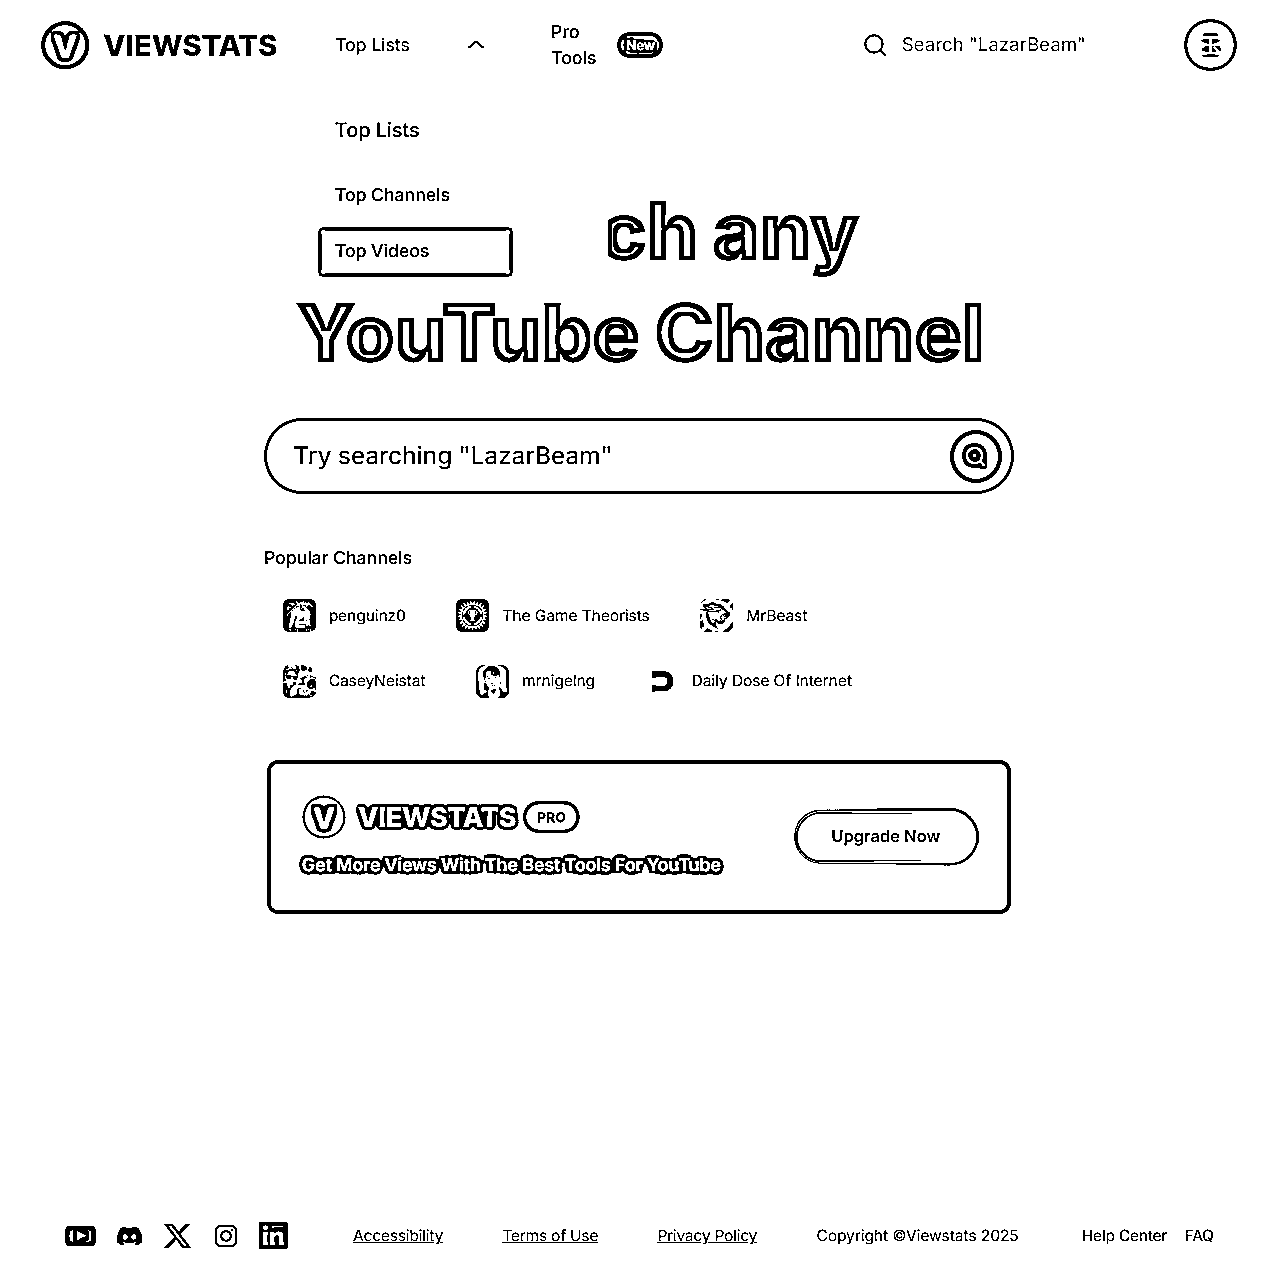 VIEWSTATS Top Lists Pro Tools New Search "LazarBeam"
Top Lists
Top Channels
Top Videos
ch any
YouTube Channel
Try searching "LazarBeam"
Popular Channels
penguinz0 The Game Theorists MrBeast
CaseyNeistat mrnigelng Daily Dose Of Internet
VIEWSTATS PRO
Get More Views With The Best Tools For YouTube
Upgrade Now
Accessibility Terms of Use Privacy Policy Copyright ©Viewstats 2025 Help Center FAQ